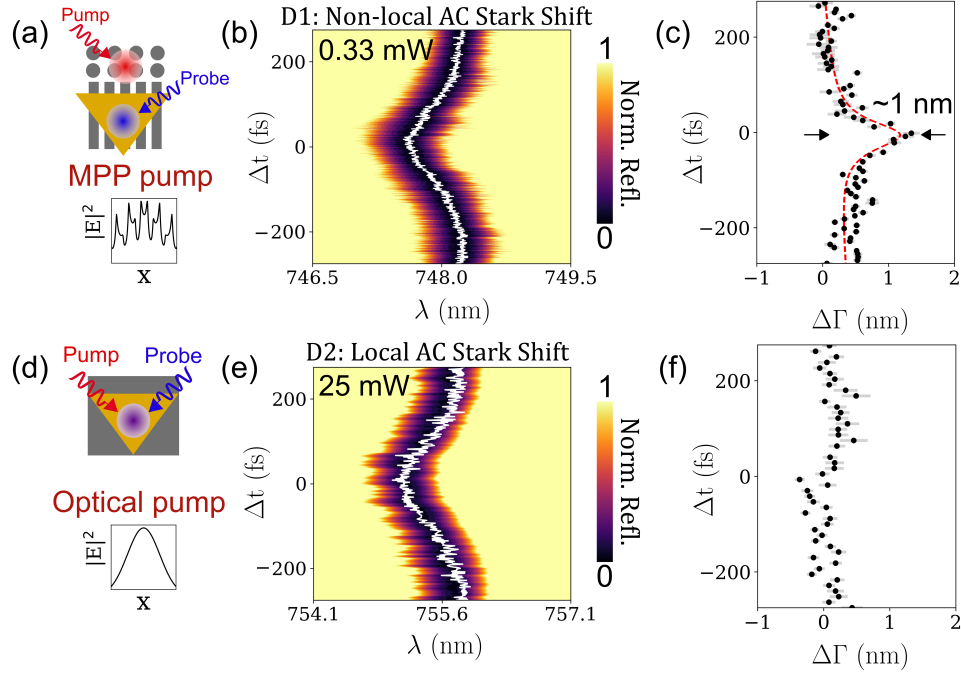 (a)
Pump
Probe
MPP pump
|E|²
x
(b)
D1: Non-local AC Stark Shift
0.33 mW
200
0
−200
Δt (fs)
746.5
748.0
749.5
λ (nm)
1
Norm. Refl.
0
(c)
~1 nm
200
0
−200
Δt (fs)
−1
0
1
2
ΔΓ (nm)
(d)
Pump
Probe
Optical pump
|E|²
x
(e)
D2: Local AC Stark Shift
25 mW
200
0
−200
Δt (fs)
754.1
755.6
757.1
λ (nm)
1
Norm. Refl.
0
(f)
200
0
−200
Δt (fs)
−1
0
1
2
ΔΓ (nm)